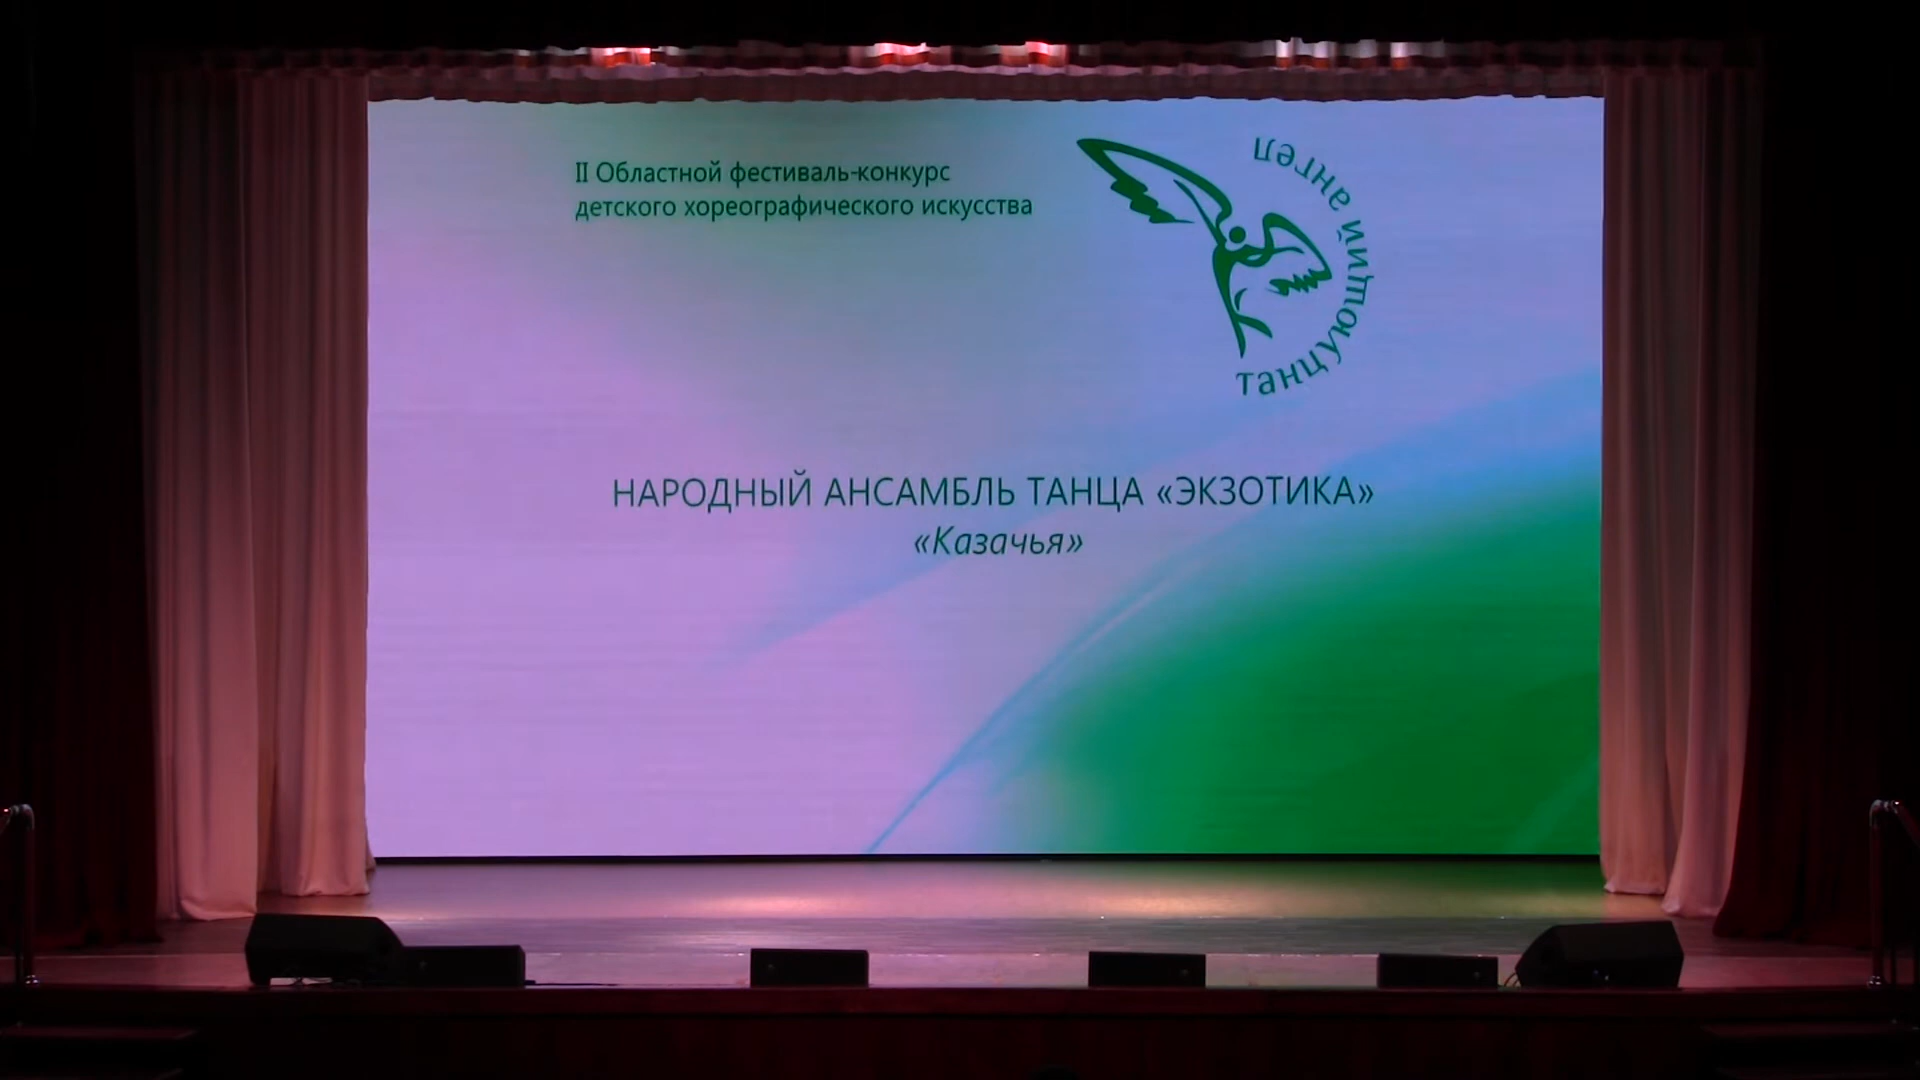 II Областной фестиваль-конкурс
детского хореографического искусства
танцующий ангел
НАРОДНЫЙ АНСАМБЛЬ ТАНЦА «ЭКЗОТИКА»
«Казачья»